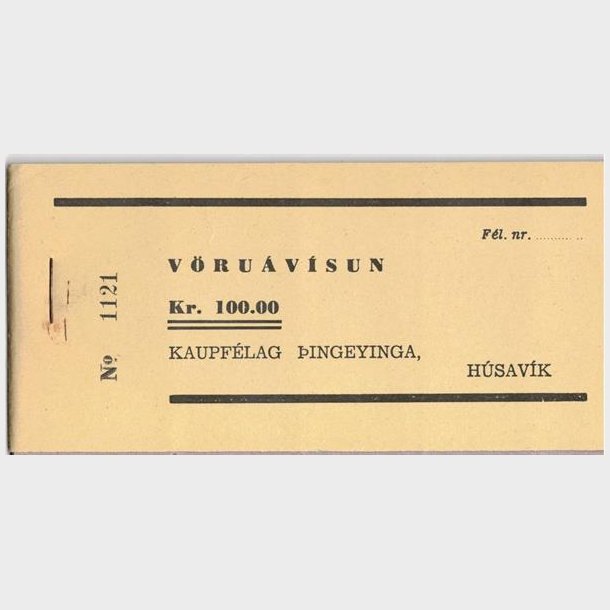 Fél. nr. ..............
VÖRUÁVÍSUN
Kr. 100.00
KAUPFÉLAG ÞINGEYINGA,
HÚSAVÍK
No 1121